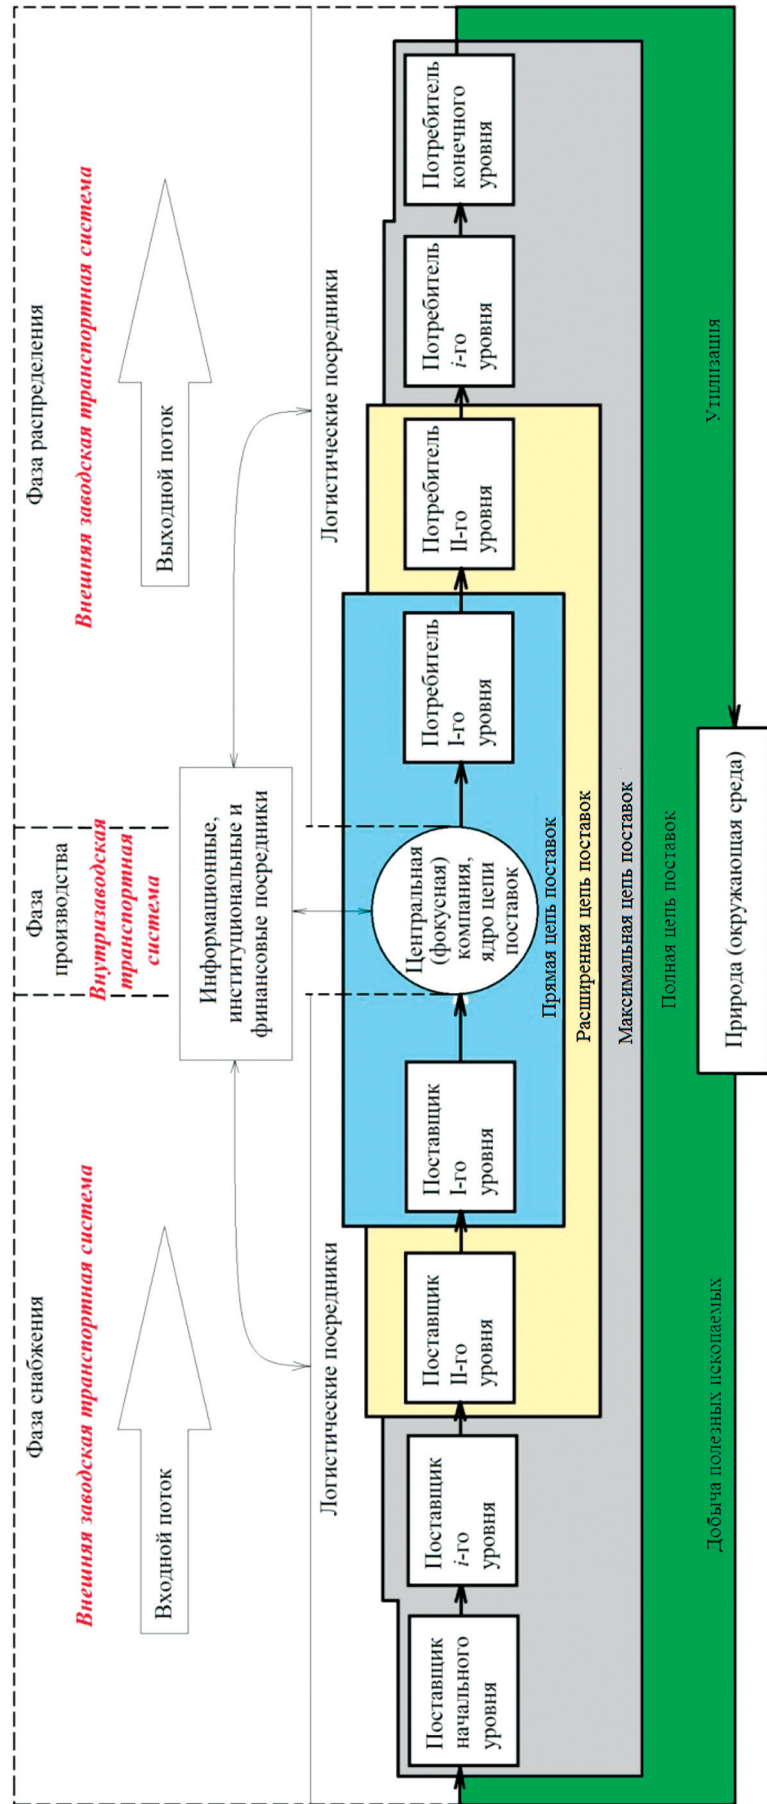 Фаза снабжения
Фаза
производства
Фаза распределения
Внешняя заводская транспортная система
Внутризаводская
транспортная
система
Внешняя заводская транспортная система
Входной поток
Выходной поток
Информационные,
институциональные и
финансовые посредники
Логистические посредники
Логистические посредники
Поставщик
начального
уровня
Поставщик
i-го
уровня
Поставщик
II-го
уровня
Поставщик
I-го
уровня
Центральная
(фокусная)
компания,
ядро цепи
поставок
Потребитель
I-го
уровня
Потребитель
II-го
уровня
Потребитель
i-го
уровня
Потребитель
конечного
уровня
Прямая цепь поставок
Расширенная цепь поставок
Максимальная цепь поставок
Полная цепь поставок
Добыча полезных ископаемых
Утилизация
Природа (окружающая среда)